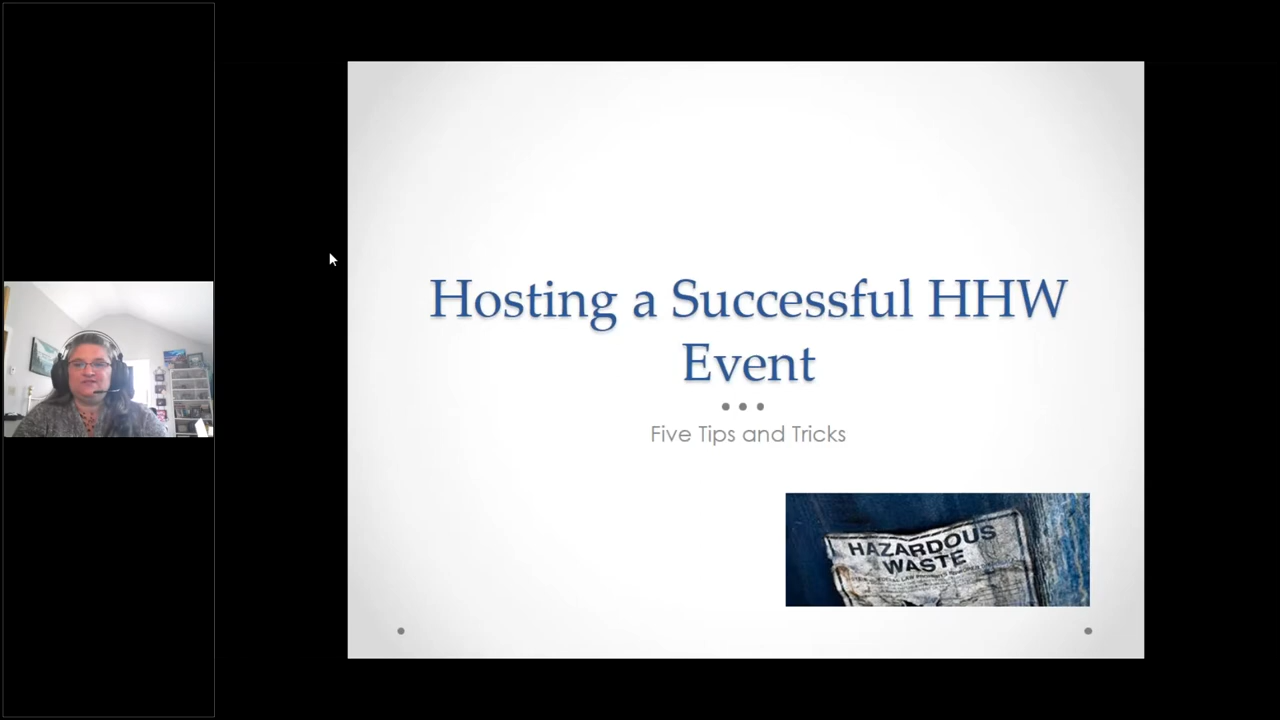 Hosting a Successful HHW
Event
Five Tips and Tricks
HAZARDOUS
WASTE